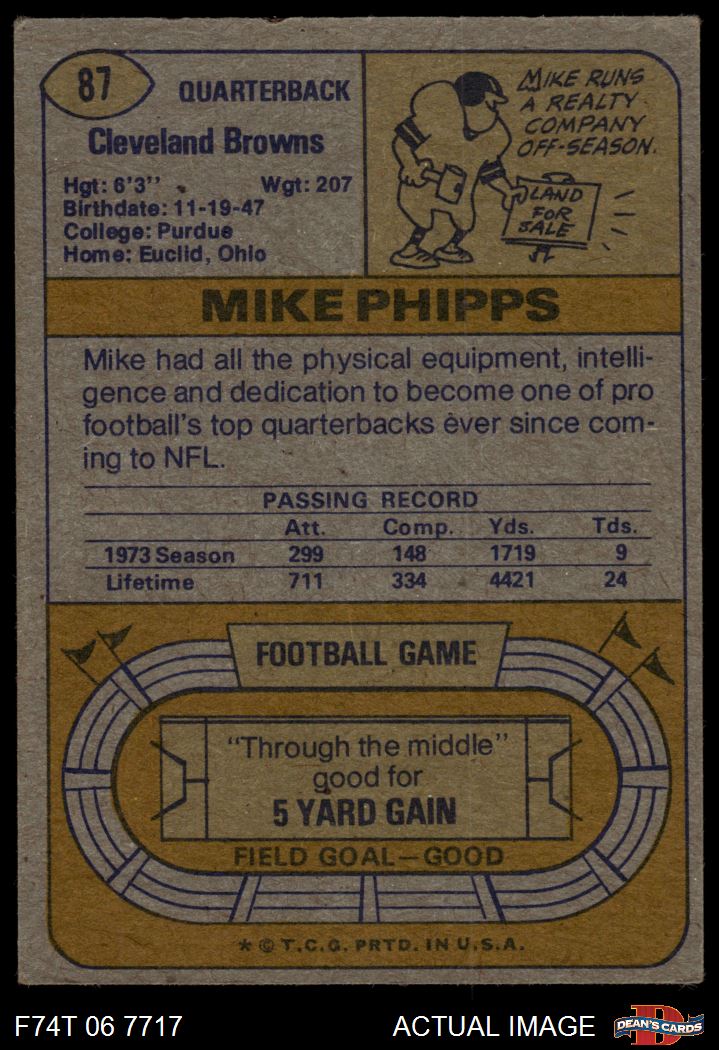 87
QUARTERBACK
Cleveland Browns
Hgt: 6'3" Wgt: 207
Birthdate: 11-19-47
College: Purdue
Home: Euclid, Ohio
MIKE RUNS
A REALTY
COMPANY
OFF-SEASON.
LAND
FOR
SALE
MIKE PHIPPS
Mike had all the physical equipment, intelli-
gence and dedication to become one of pro
football's top quarterbacks ever since com-
ing to NFL.
PASSING RECORD
Att. Comp. Yds. Tds.
1973 Season 299 148 1719 9
Lifetime 711 334 4421 24
FOOTBALL GAME
"Through the middle"
good for
5 YARD GAIN
FIELD GOAL—GOOD
* © T.C.G. PRTD. IN U.S.A.
F74T 06 7717 ACTUAL IMAGE
D
DEAN'S CARDS